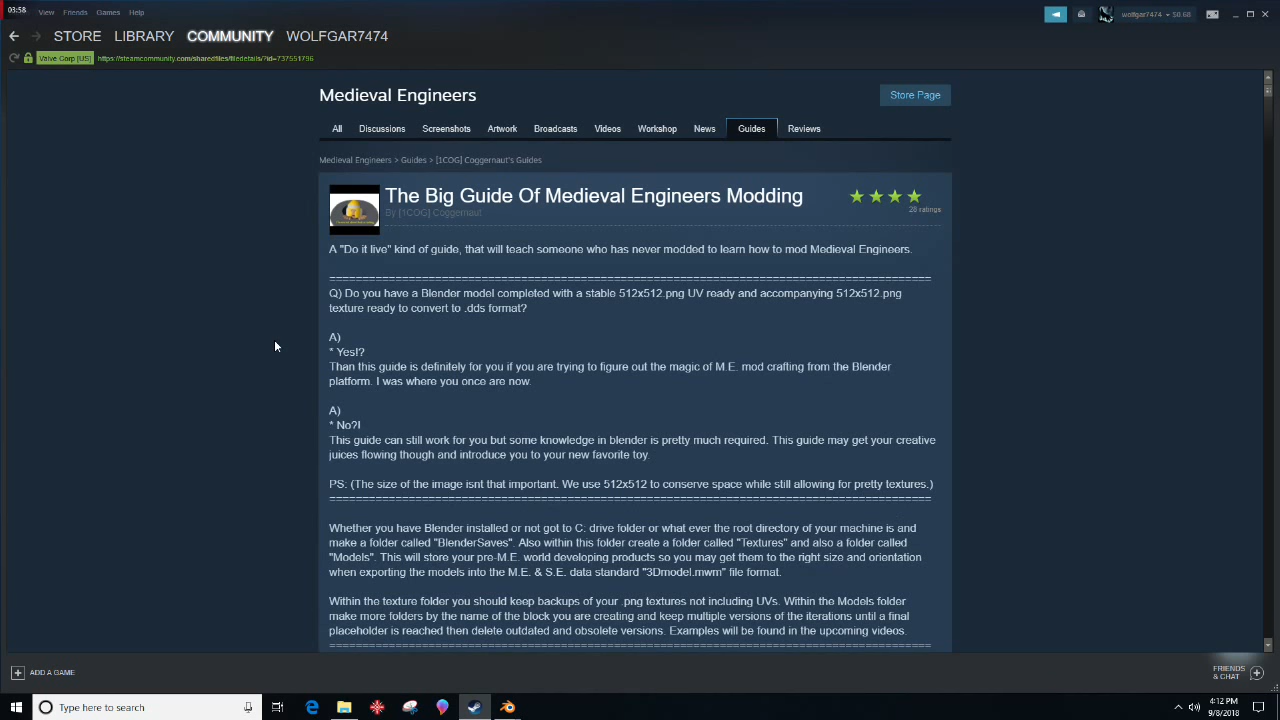 03:58
View Friends Games Help
wolfgar7474 $8.68
STORE LIBRARY COMMUNITY WOLFGAR7474
Valve Corp [US] https://steamcommunity.com/sharedfiles/filedetails/?id=737551796
Medieval Engineers
Store Page
All Discussions Screenshots Artwork Broadcasts Videos Workshop News Guides Reviews
Medieval Engineers > Guides > [1COG] Coggernaut's Guides
The Big Guide Of Medieval Engineers Modding
By [1COG] Coggernaut
28 ratings
A "Do it live" kind of guide, that will teach someone who has never modded to learn how to mod Medieval Engineers.
==========================================================================================
Q) Do you have a Blender model completed with a stable 512x512.png UV ready and accompanying 512x512.png
texture ready to convert to .dds format?
A)
* Yes!?
Than this guide is definitely for you if you are trying to figure out the magic of M.E. mod crafting from the Blender
platform. I was where you once are now.
A)
* No?!
This guide can still work for you but some knowledge in blender is pretty much required. This guide may get your creative
juices flowing though and introduce you to your new favorite toy.
PS: (The size of the image isnt that important. We use 512x512 to conserve space while still allowing for pretty textures.)
==========================================================================================
Whether you have Blender installed or not got to C: drive folder or what ever the root directory of your machine is and
make a folder called "BlenderSaves". Also within this folder create a folder called "Textures" and also a folder called
"Models". This will store your pre-M.E. world developing products so you may get them to the right size and orientation
when exporting the models into the M.E. & S.E. data standard "3Dmodel.mwm" file format.
Within the texture folder you should keep backups of your .png textures not including UVs. Within the Models folder
make more folders by the name of the block you are creating and keep multiple versions of the iterations until a final
placeholder is reached then delete outdated and obsolete versions. Examples will be found in the upcoming videos.
==========================================================================================
ADD A GAME
FRIENDS
& CHAT
Type here to search
4:12 PM
9/8/2018